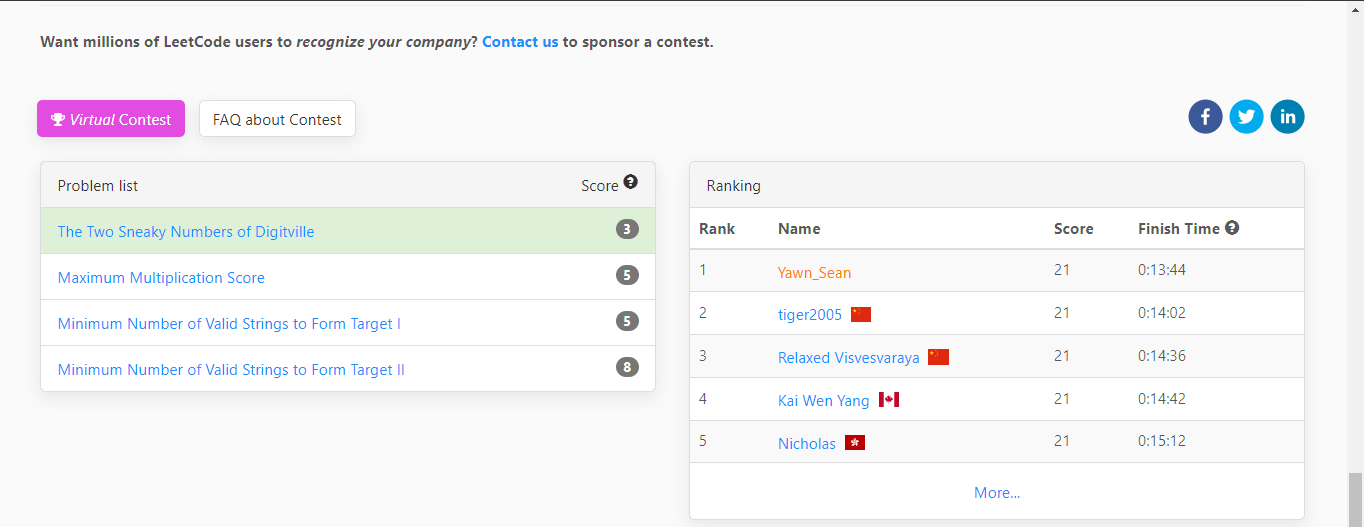 Want millions of LeetCode users to recognize your company? Contact us to sponsor a contest.
Virtual Contest
FAQ about Contest
f
in
Problem list Score ?
The Two Sneaky Numbers of Digitville 3
Maximum Multiplication Score 5
Minimum Number of Valid Strings to Form Target I 5
Minimum Number of Valid Strings to Form Target II 8
Ranking
Rank Name Score Finish Time ?
1 Yawn_Sean 21 0:13:44
2 tiger2005 21 0:14:02
3 Relaxed Visvesvaraya 21 0:14:36
4 Kai Wen Yang 21 0:14:42
5 Nicholas 21 0:15:12
More...